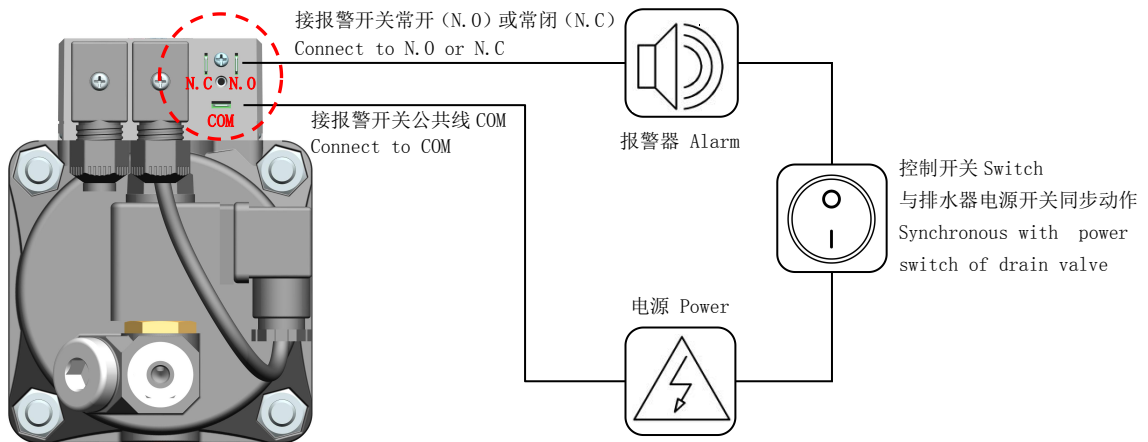 接报警开关常开(N.O)或常闭(N.C)
Connect to N.O or N.C
N.C N.O
COM
接报警开关公共线 COM
Connect to COM
报警器 Alarm
控制开关 Switch
与排水器电源开关同步动作
Synchronous with power
switch of drain valve
电源 Power